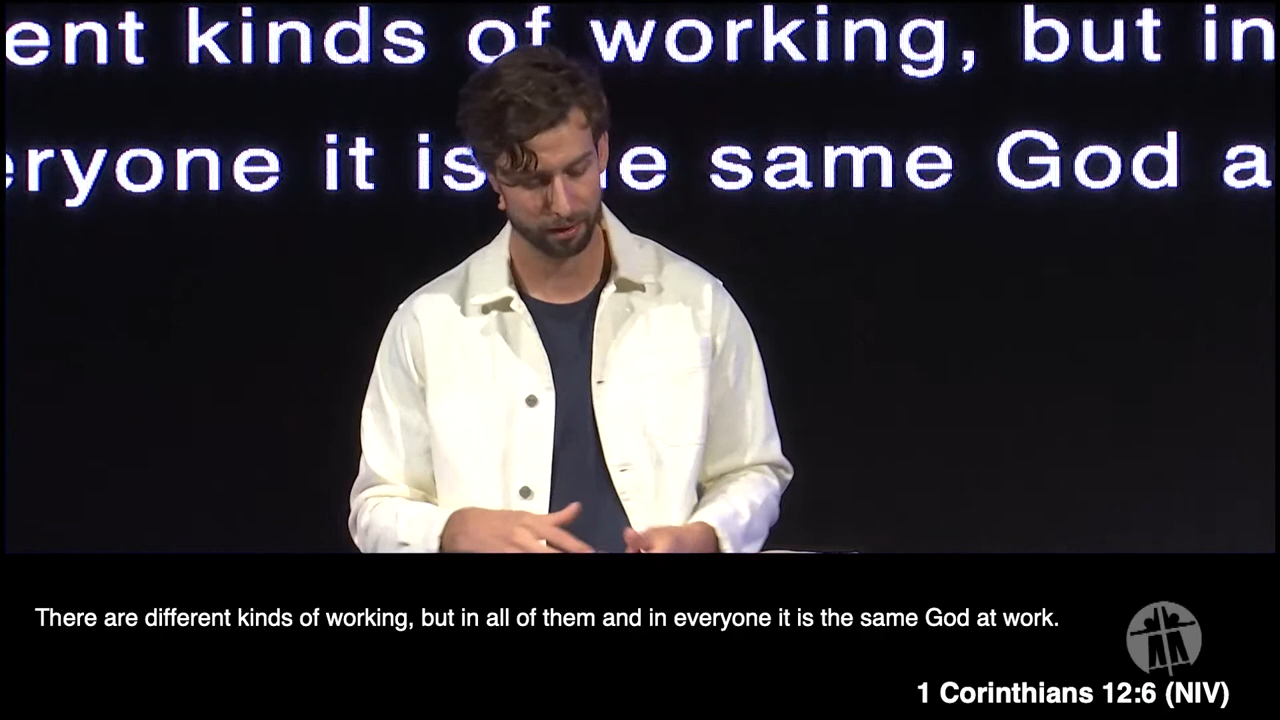 ent kinds of working, but in
eryone it is e same God a
There are different kinds of working, but in all of them and in everyone it is the same God at work.
1 Corinthians 12:6 (NIV)